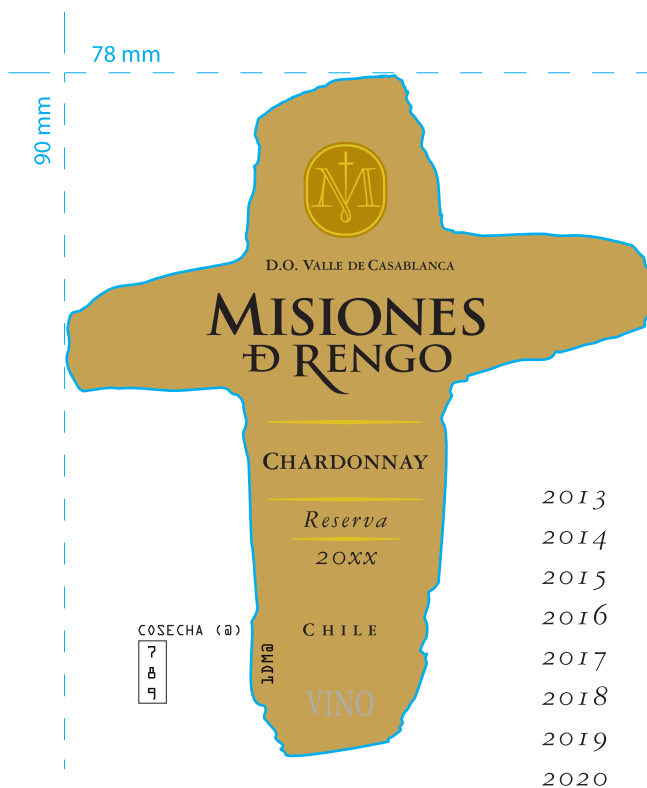 78 mm
90 mm
M
D.O. VALLE DE CASABLANCA
MISIONES
Đ RENGO
CHARDONNAY
Reserva
20xx
CHILE
VINO
COSECHA (@)
7
8
9
1DM@
2013
2014
2015
2016
2017
2018
2019
2020